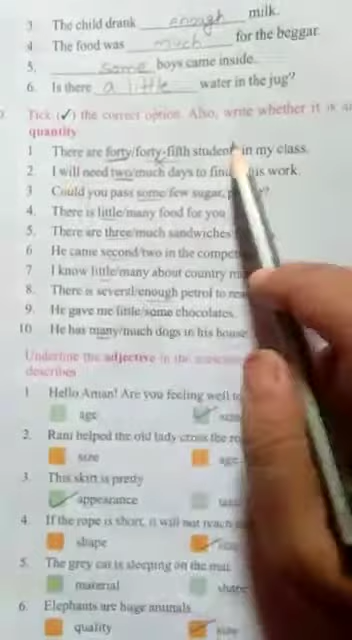 3. The child drank enough milk.
4. The food was much for the beggar.
5. some boys came inside.
6. Is there a little water in the jug?
Tick (✓) the correct option. Also, write whether it is a
quantity.
1 There are forty/forty-fifth student in my class.
2. I will need two/much days to his work.
3 Could you pass some/few sugar,
4. There is little/many food for you
5. There are three/much sandwiches
6 He came second/two in the
7 I know little/many about country
8. There is several/enough petrol to
9. He gave me little/some chocolates.
10. He has many/much dogs in his house
Underline the adjective in the
describes
1 Hello Aman! Are you feeling well
age
2. Rani helped the old lady cross the
size age
3. This skirt is pretty
appearance
4. If the rope is short, it will not reach
shape
5. The grey cat is sleeping on the mat
material shape
6. Elephants are huge animals
quality size